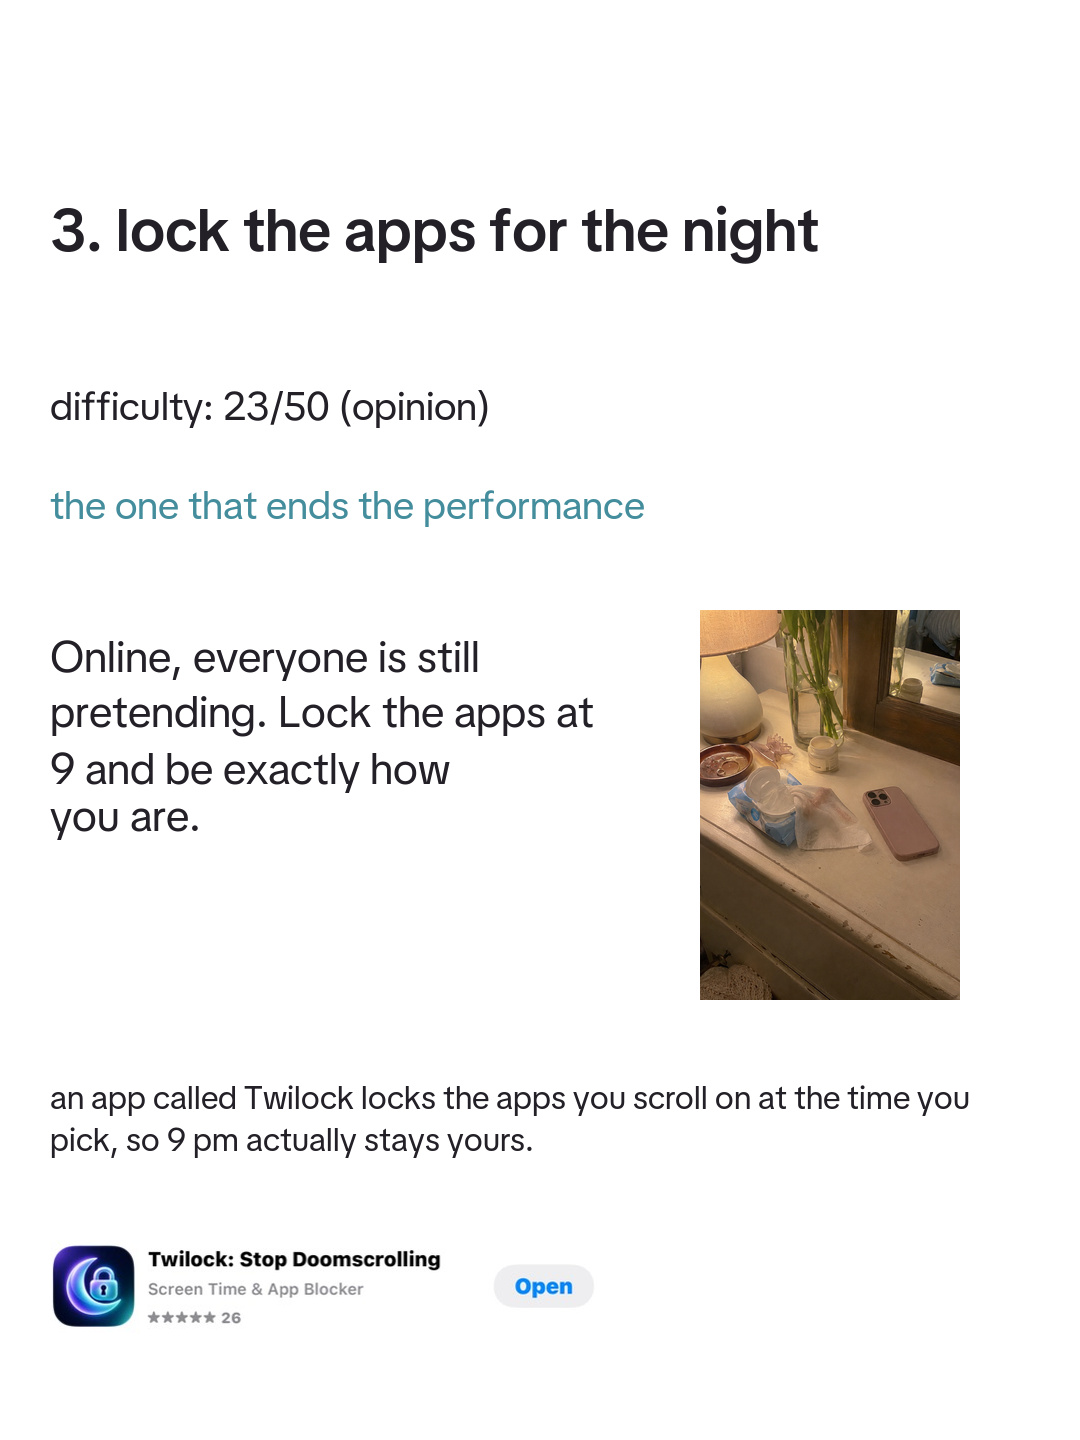 3. lock the apps for the night
difficulty: 23/50 (opinion)
the one that ends the performance
Online, everyone is still
pretending. Lock the apps at
9 and be exactly how
you are.
an app called Twilock locks the apps you scroll on at the time you
pick, so 9 pm actually stays yours.
Twilock: Stop Doomscrolling
Screen Time & App Blocker
★★★★★ 26
Open